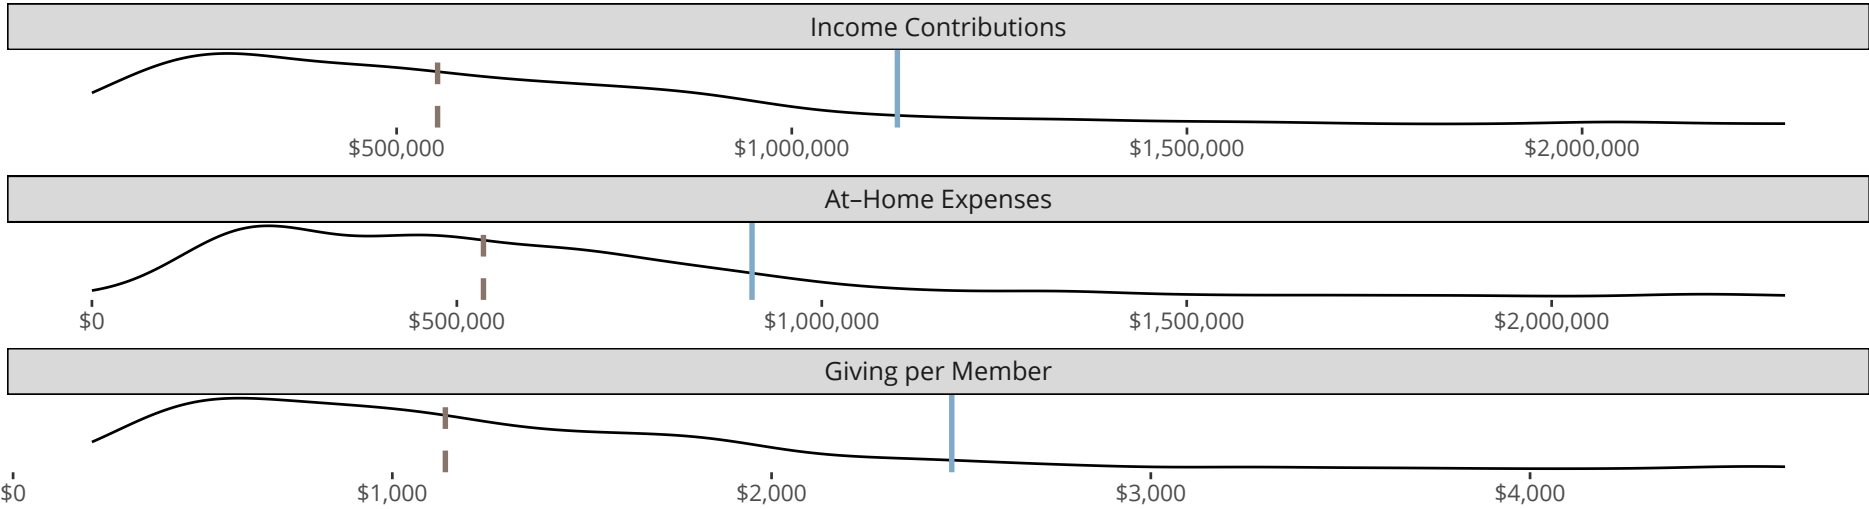 Income Contributions
$500,000 $1,000,000 $1,500,000 $2,000,000
At–Home Expenses
$0 $500,000 $1,000,000 $1,500,000 $2,000,000
Giving per Member
$0 $1,000 $2,000 $3,000 $4,000